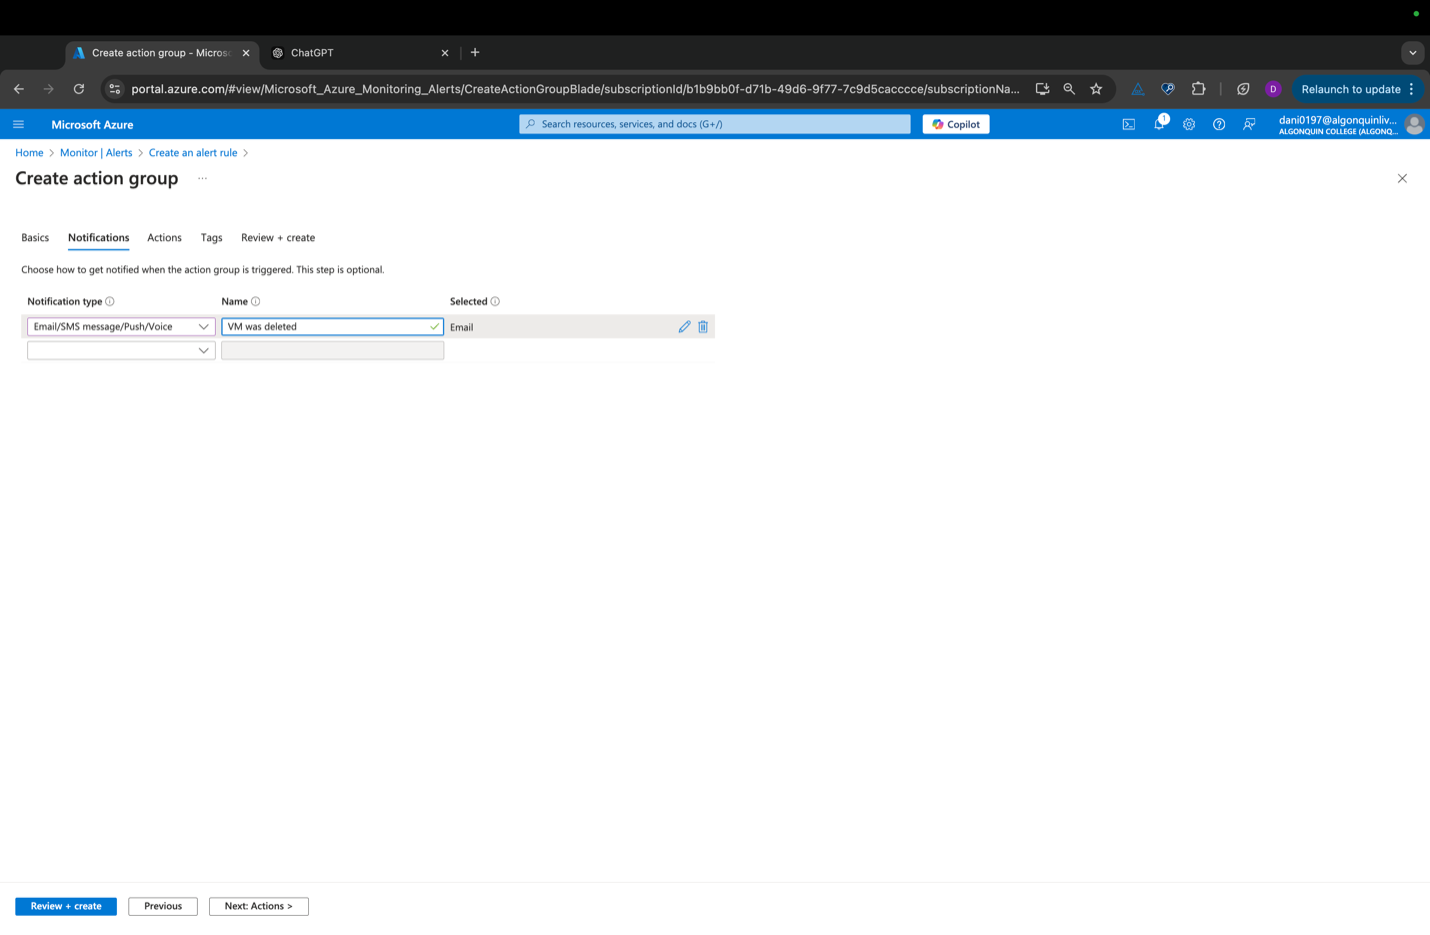 Create action group - Micros
ChatGPT
portal.azure.com/#view/Microsoft_Azure_Monitoring_Alerts/CreateActionGroupBlade/subscriptionId/b1b9bb0f-d71b-49d6-9f77-7c9d5cacccce/subscriptionNa...
D
Relaunch to update
Microsoft Azure
Search resources, services, and docs (G+/)
Copilot
1
dani0197@algonquinliv...
ALGONQUIN COLLEGE (ALGONQ...
Home > Monitor | Alerts > Create an alert rule >
Create action group ...
Basics Notifications Actions Tags Review + create
Choose how to get notified when the action group is triggered. This step is optional.
Notification type Name Selected
Email/SMS message/Push/Voice VM was deleted Email
Review + create Previous Next: Actions >